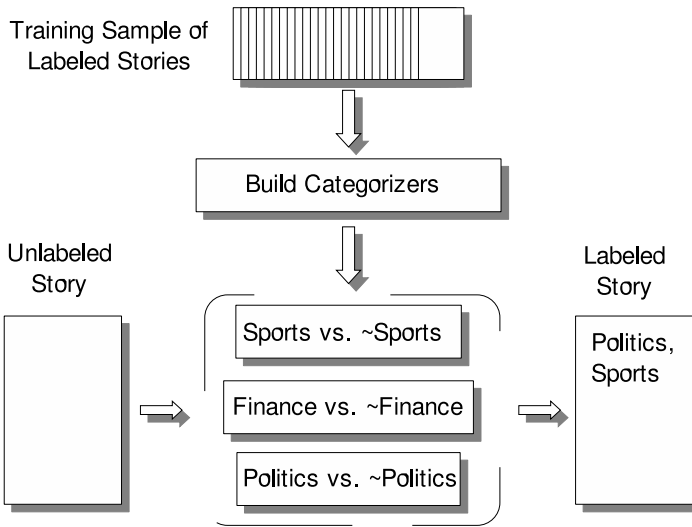 Training Sample of
Labeled Stories
Build Categorizers
Unlabeled
Story
Labeled
Story
Sports vs. ~Sports
Finance vs. ~Finance
Politics vs. ~Politics
Politics,
Sports